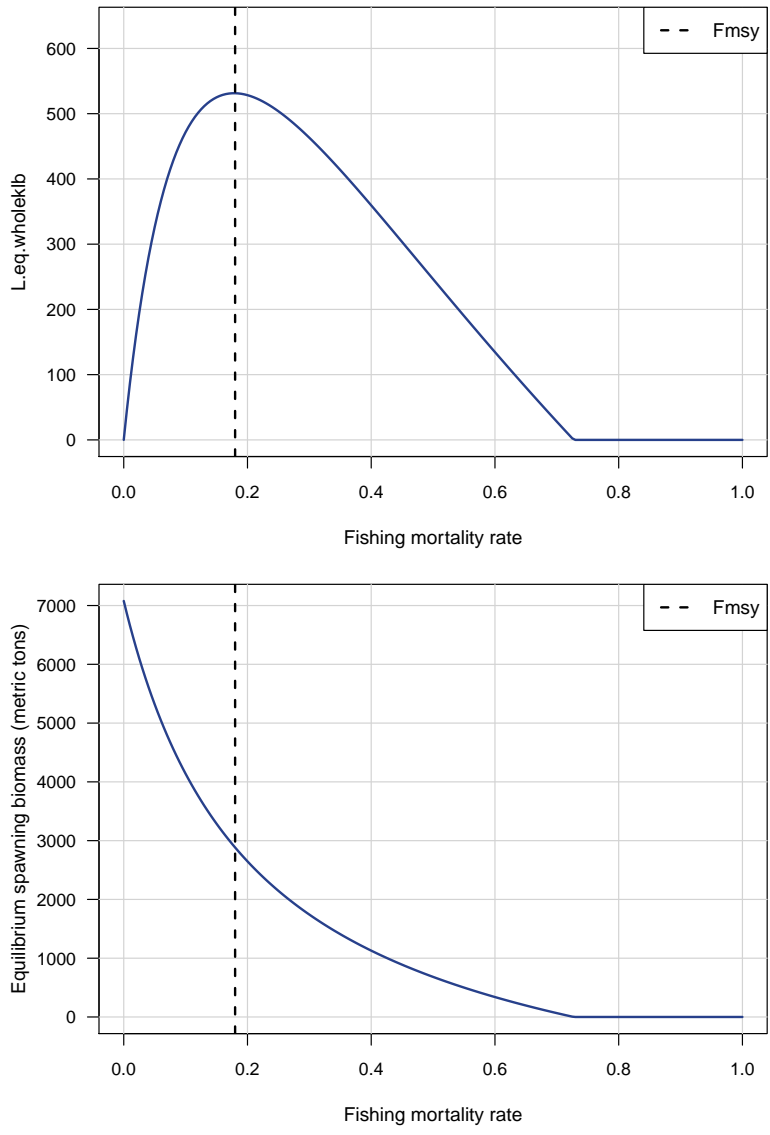 Fmsy
600
500
400
300
200
100
0
L.eq.wholeklb
0.0 0.2 0.4 0.6 0.8 1.0
Fishing mortality rate
Fmsy
7000
6000
5000
4000
3000
2000
1000
0
Equilibrium spawning biomass (metric tons)
0.0 0.2 0.4 0.6 0.8 1.0
Fishing mortality rate